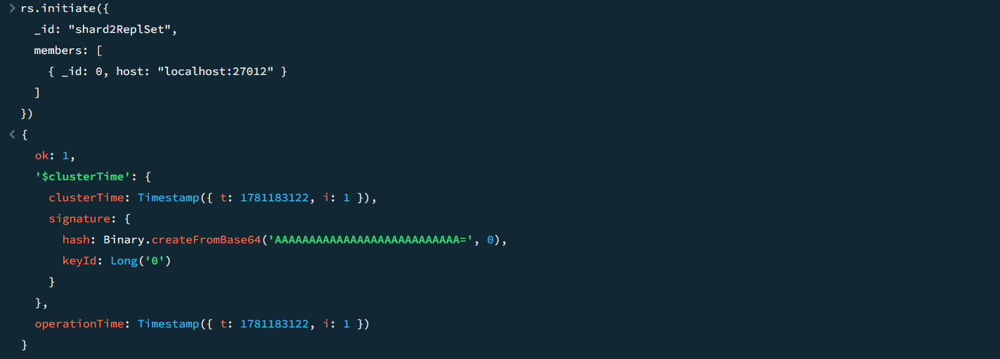 > rs.initiate({
_id: "shard2ReplSet",
members: [
{ _id: 0, host: "localhost:27012" }
]
})
< {
ok: 1,
'$clusterTime': {
clusterTime: Timestamp({ t: 1781183122, i: 1 }),
signature: {
hash: Binary.createFromBase64('AAAAAAAAAAAAAAAAAAAAAAAAAAA=', 0),
keyId: Long('0')
}
},
operationTime: Timestamp({ t: 1781183122, i: 1 })
}